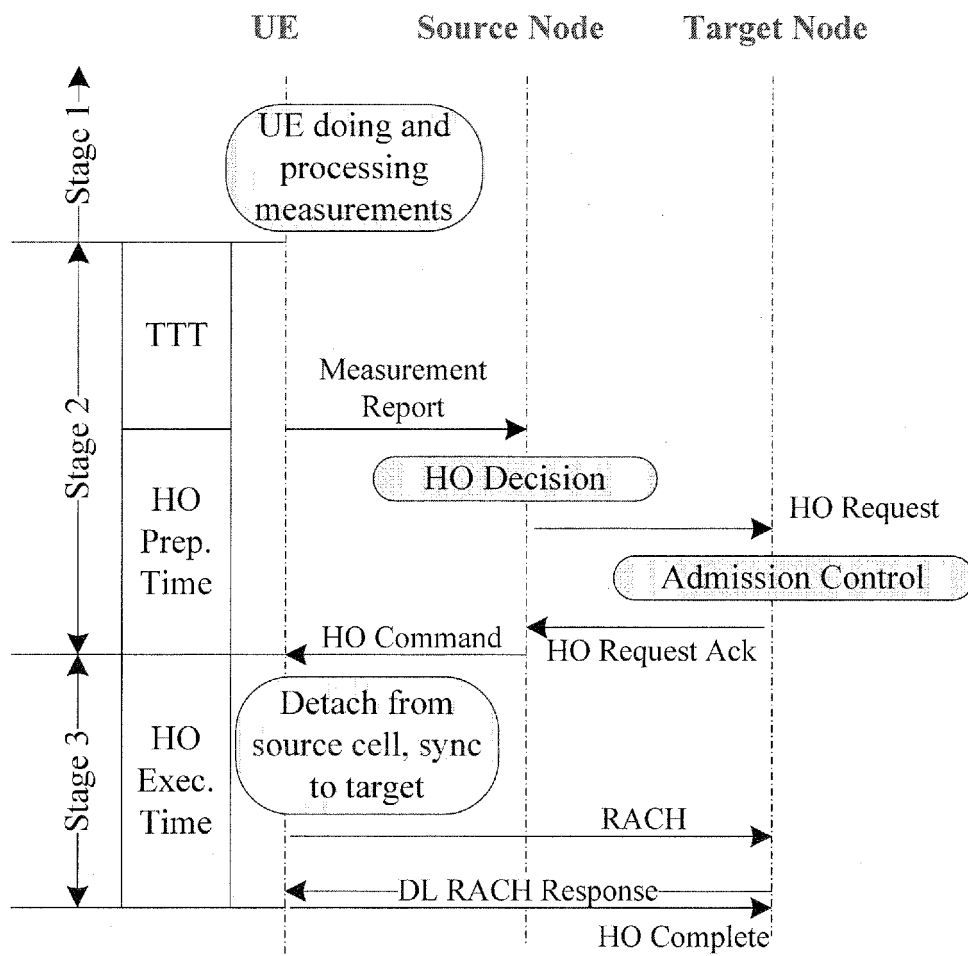 UE Source Node Target Node
Stage 1
UE doing and
processing
measurements
Stage 2
TTT
Measurement
Report
HO Decision
HO
Prep.
Time
HO Request
Admission Control
HO Command
HO Request Ack
Stage 3
HO
Exec.
Time
Detach from
source cell, sync
to target
RACH
DL RACH Response
HO Complete